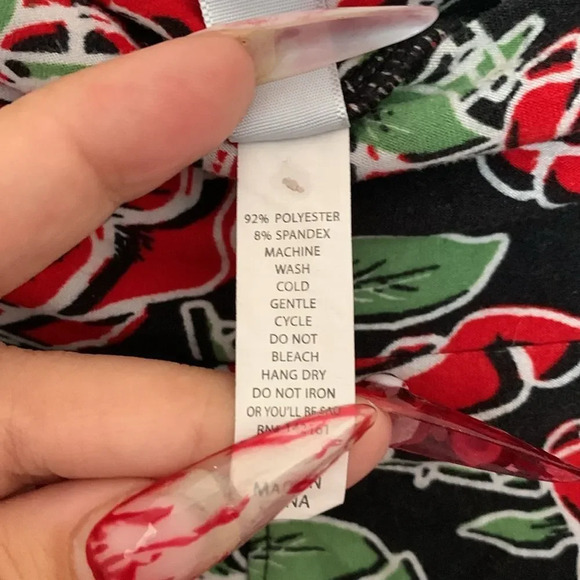 92% POLYESTER
8% SPANDEX
MACHINE
WASH
COLD
GENTLE
CYCLE
DO NOT
BLEACH
HANG DRY
DO NOT IRON
OR YOU'LL BE SAD